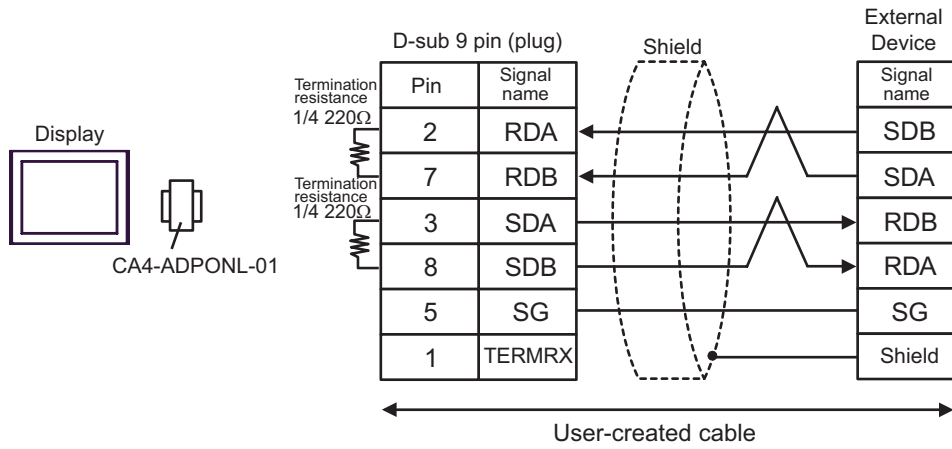 External
Device
D-sub 9 pin (plug)
Shield
Termination
resistance
1/4 220Ω
Pin
Signal
name
Signal
name
2
RDA
SDB
Display
7
RDB
SDA
Termination
resistance
1/4 220Ω
3
SDA
RDB
8
SDB
RDA
CA4-ADPONL-01
5
SG
SG
1
TERMRX
Shield
User-created cable